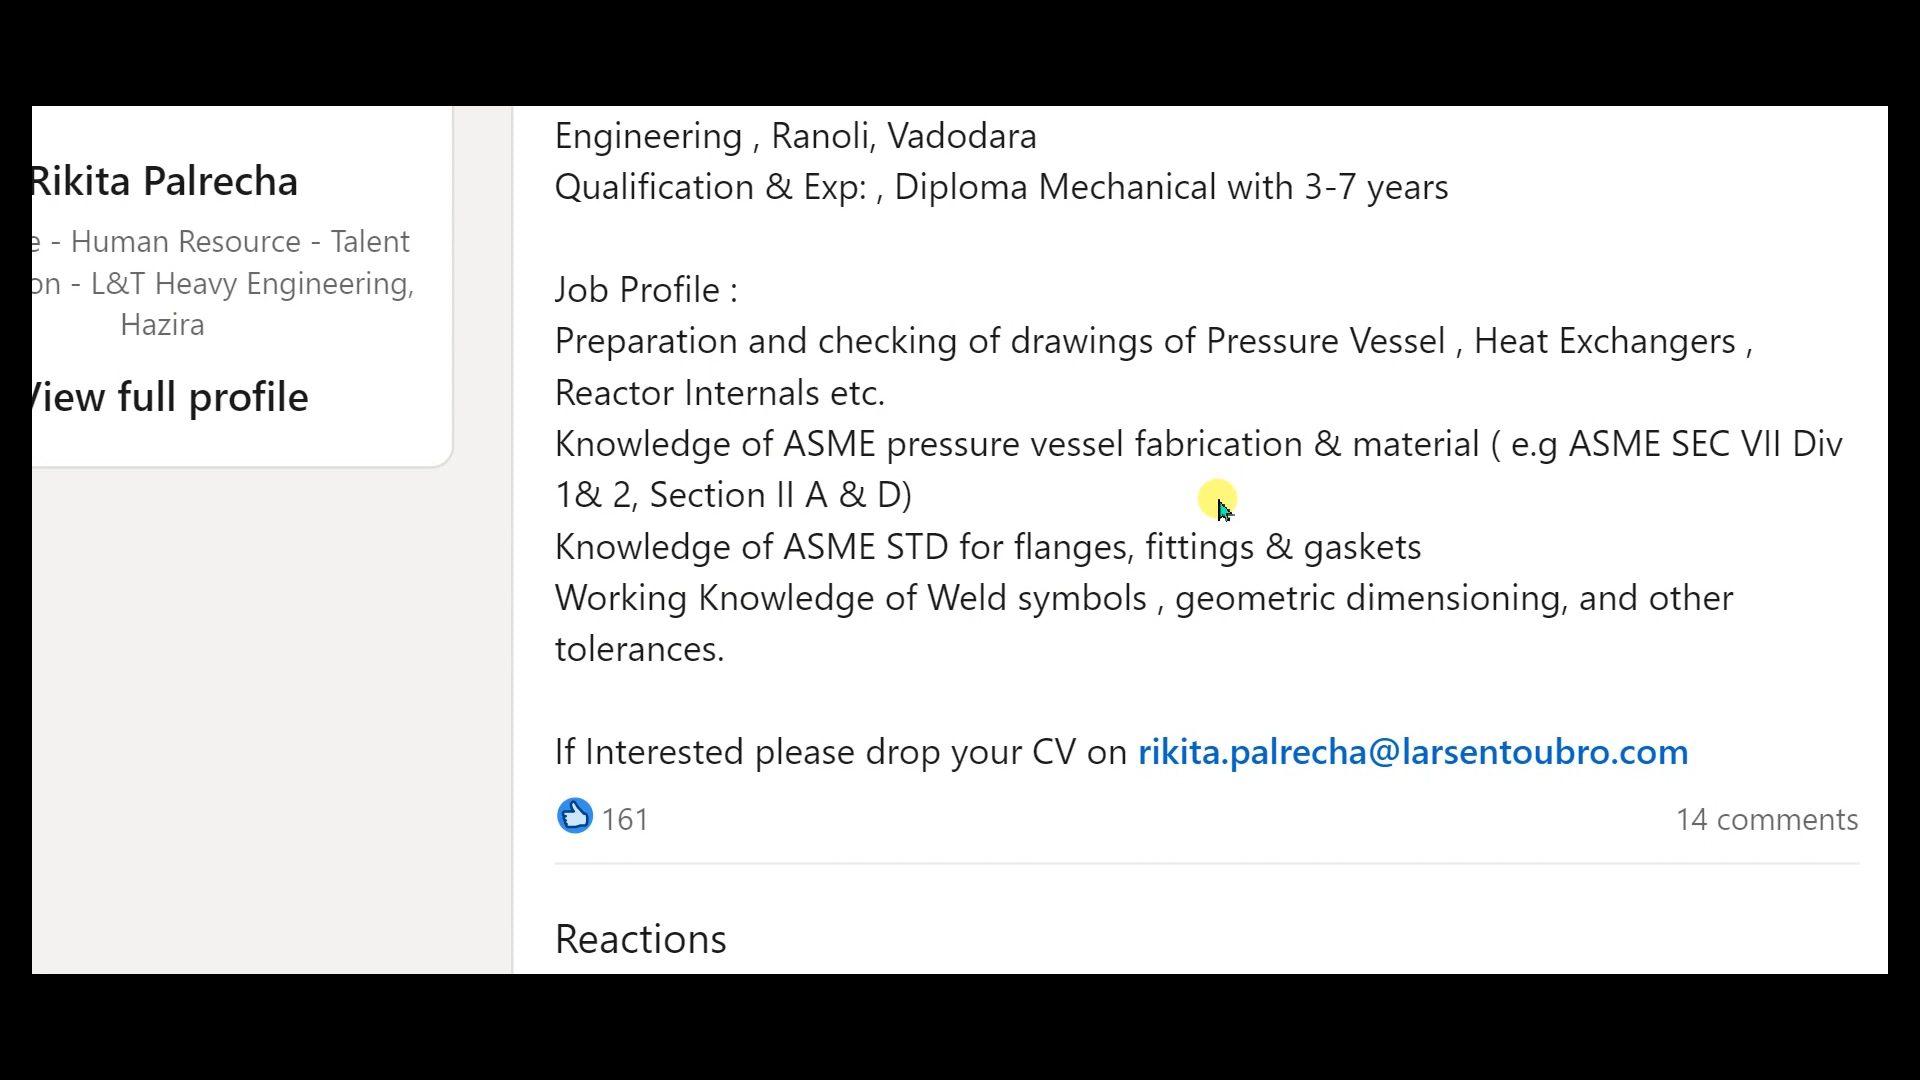 Rikita Palrecha
e - Human Resource - Talent
on - L&T Heavy Engineering,
Hazira
View full profile
Engineering , Ranoli, Vadodara
Qualification & Exp: , Diploma Mechanical with 3-7 years
Job Profile :
Preparation and checking of drawings of Pressure Vessel , Heat Exchangers ,
Reactor Internals etc.
Knowledge of ASME pressure vessel fabrication & material ( e.g ASME SEC VII Div
1& 2, Section II A & D)
Knowledge of ASME STD for flanges, fittings & gaskets
Working Knowledge of Weld symbols , geometric dimensioning, and other
tolerances.
If Interested please drop your CV on rikita.palrecha@larsentoubro.com
161
14 comments
Reactions